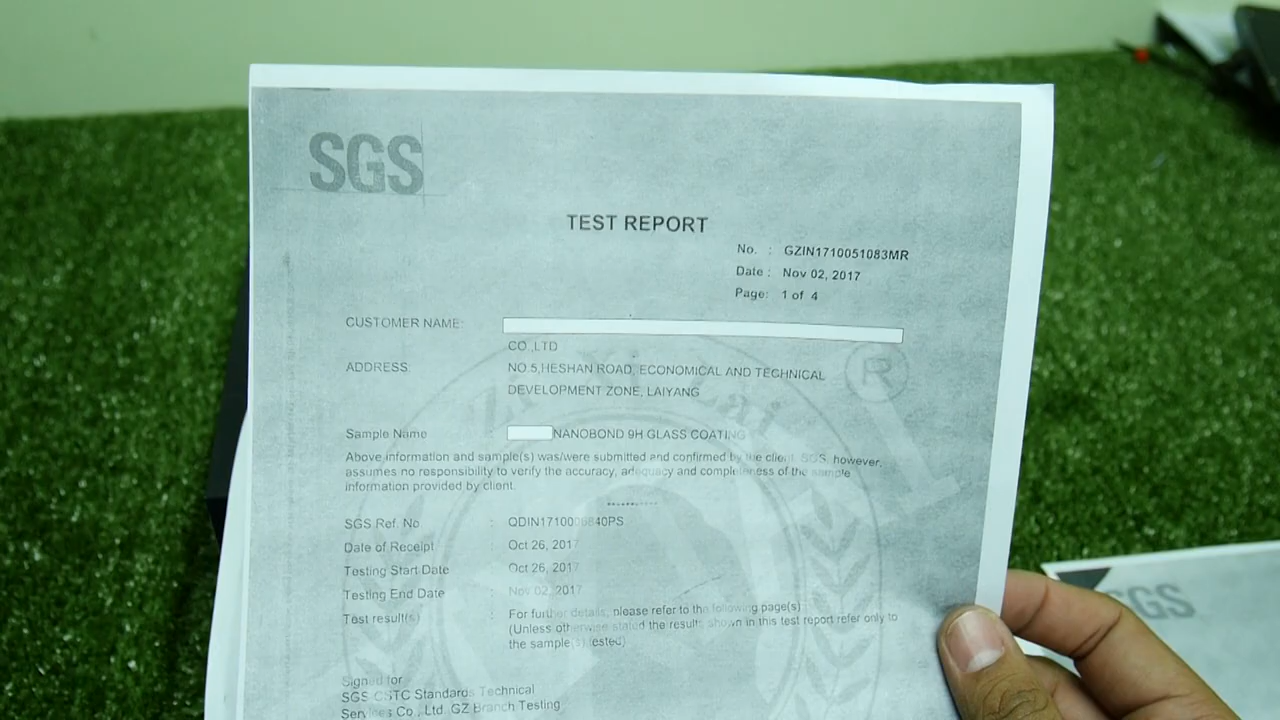 SGS
TEST REPORT
No. : GZIN1710051083MR
Date : Nov 02, 2017
Page: 1 of 4
CUSTOMER NAME:
CO.,LTD
ADDRESS: NO.5,HESHAN ROAD, ECONOMICAL AND TECHNICAL
DEVELOPMENT ZONE, LAIYANG
®
Sample Name : NANOBOND 9H GLASS COATING
Above information and sample(s) was/were submitted and confirmed by the client. SGS, however,
assumes no responsibility to verify the accuracy, adequacy and completeness of the sample
information provided by client.
***********
SGS Ref. No. : QDIN1710006840PS
Date of Receipt : Oct 26, 2017
Testing Start Date : Oct 26, 2017
Testing End Date : Nov 02, 2017
Test result(s) : For further details, please refer to the following page(s)
(Unless otherwise stated the results shown in this test report refer only to
the sample(s) tested)
Signed for
SGS CSTC Standards Technical
Services Co., Ltd. GZ Branch Testing
SGS